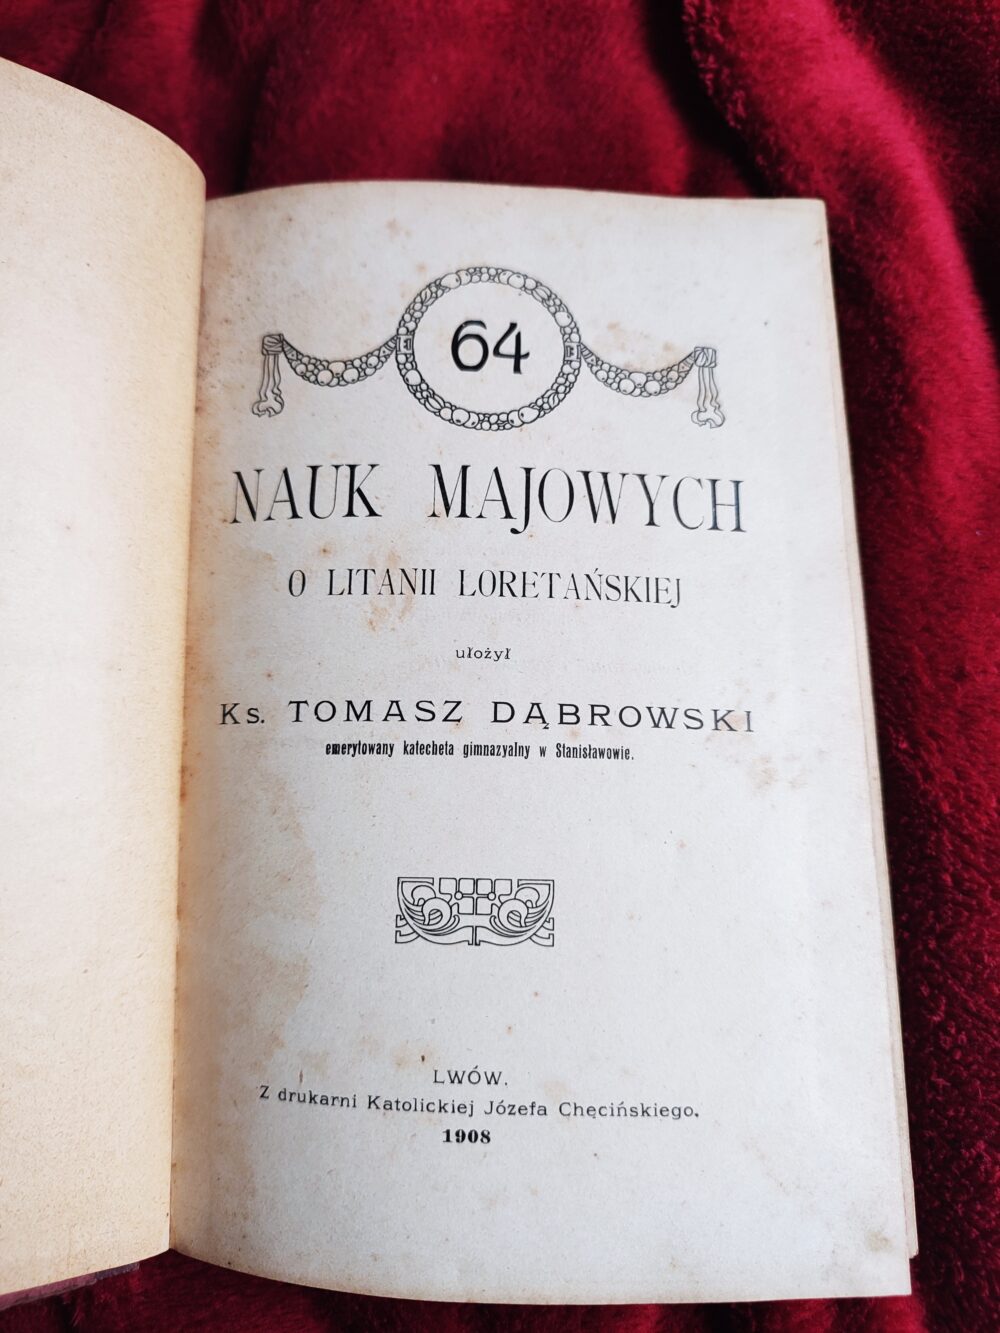 64
NAUK MAJOWYCH
O LITANII LORETAŃSKIEJ
ułożył
Ks. TOMASZ DĄBROWSKI
emerytowany katecheta gimnazyalny w Stanisławowie.
LWÓW.
Z drukarni Katolickiej Józefa Chęcińskiego.
1908